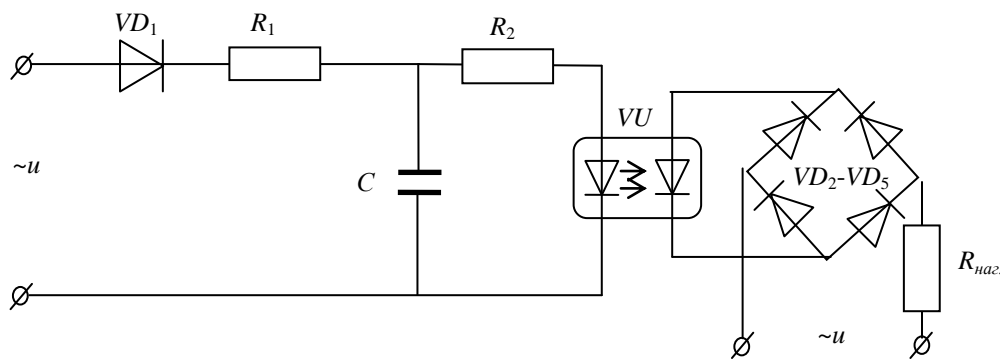 VD1
R1
R2
VU
~u
C
VD2-VD5
Rнаг.
~u